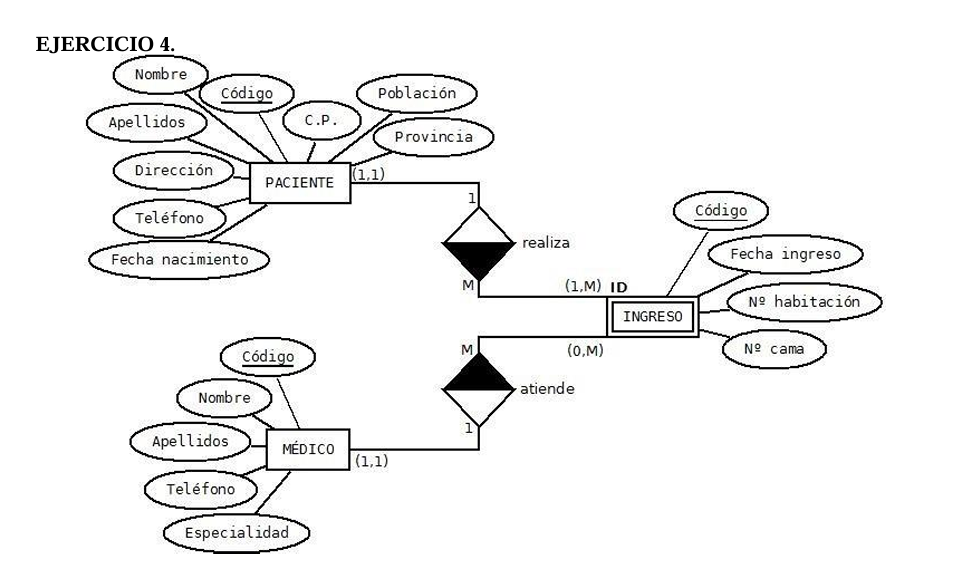 EJERCICIO 4.
Nombre
Código
C.P.
Población
Apellidos
Provincia
Dirección
PACIENTE
(1,1)
Teléfono
1
Fecha nacimiento
realiza
M
(1,M) ID
Código
Fecha ingreso
Nº habitación
INGRESO
Nº cama
(0,M)
M
atiende
1
Código
Nombre
Apellidos
MÉDICO
(1,1)
Teléfono
Especialidad